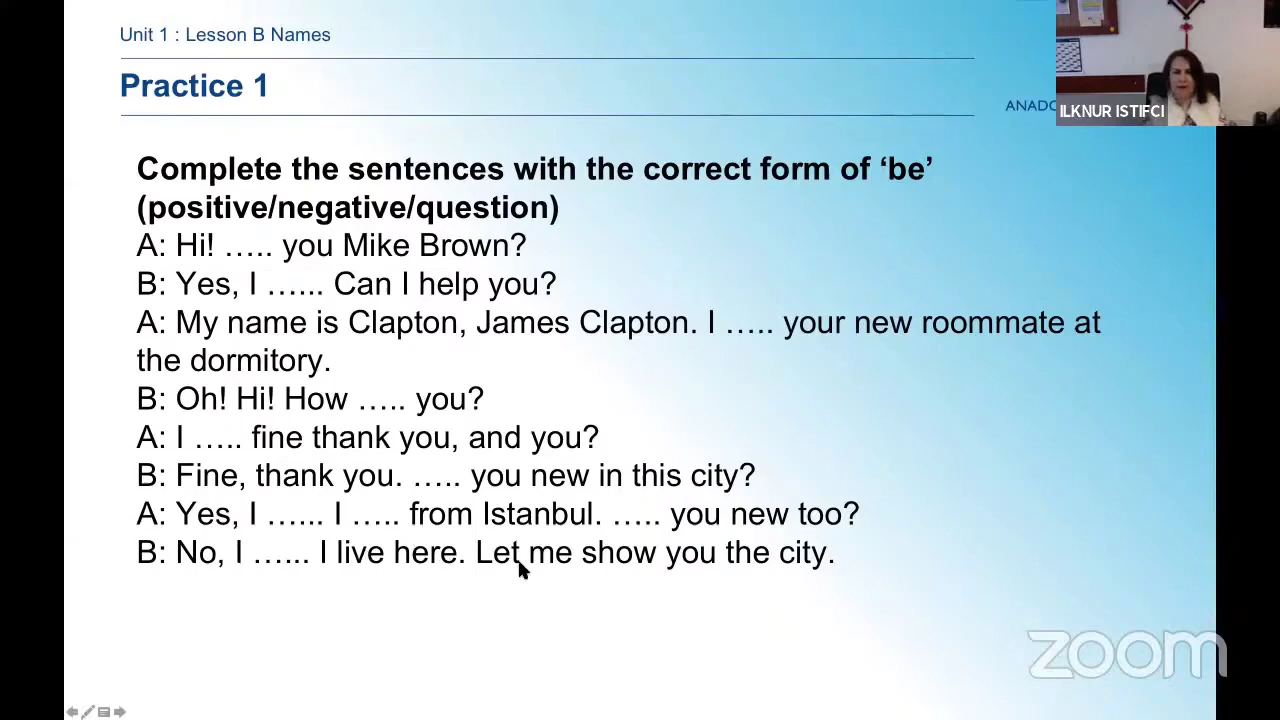 Unit 1 : Lesson B Names
Practice 1
ILKNUR ISTIFCI
Complete the sentences with the correct form of ‘be’
(positive/negative/question)
A: Hi! ….. you Mike Brown?
B: Yes, I …... Can I help you?
A: My name is Clapton, James Clapton. I ….. your new roommate at
the dormitory.
B: Oh! Hi! How ….. you?
A: I ….. fine thank you, and you?
B: Fine, thank you. ….. you new in this city?
A: Yes, I …... I ….. from Istanbul. ….. you new too?
B: No, I …... I live here. Let me show you the city.
zoom